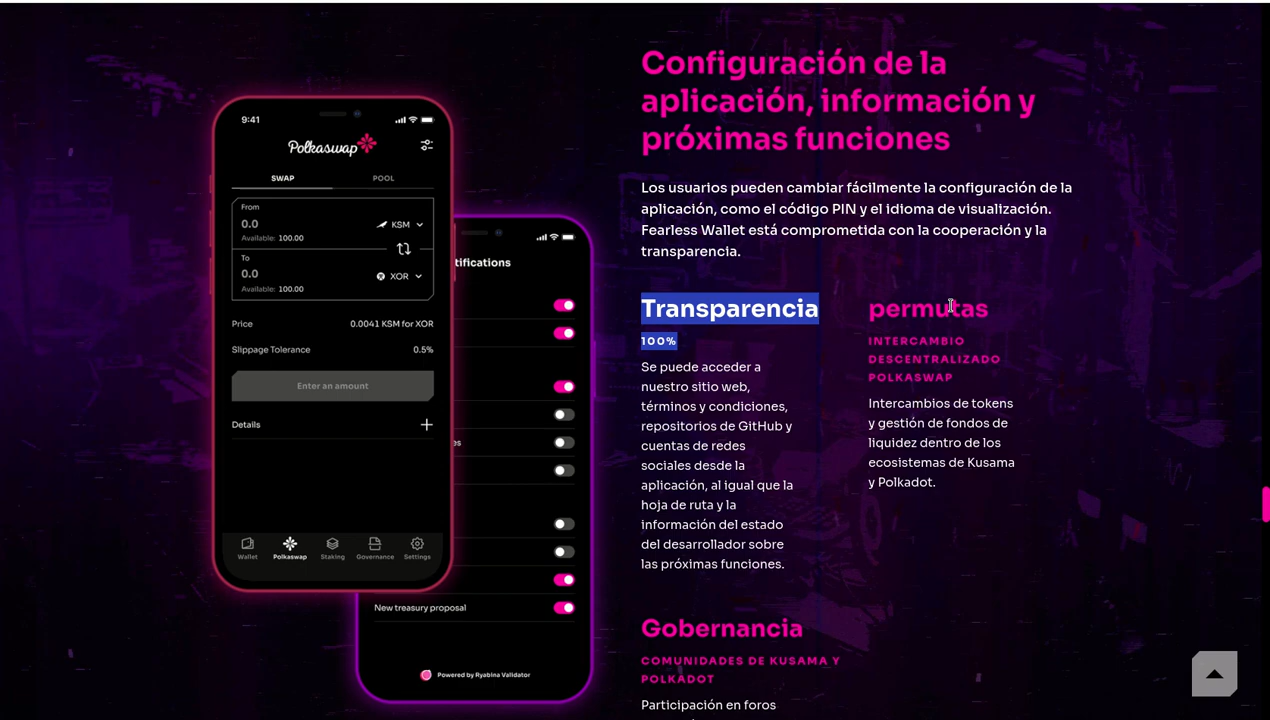 Configuración de la
aplicación, información y
próximas funciones
Los usuarios pueden cambiar fácilmente la configuración de la
aplicación, como el código PIN y el idioma de visualización.
Fearless Wallet está comprometida con la cooperación y la
transparencia.
Transparencia
100%
Se puede acceder a
nuestro sitio web,
términos y condiciones,
repositorios de GitHub y
cuentas de redes
sociales desde la
aplicación, al igual que la
hoja de ruta y la
información del estado
del desarrollador sobre
las próximas funciones.
permutas
INTERCAMBIO
DESCENTRALIZADO
POLKASWAP
Intercambios de tokens
y gestión de fondos de
liquidez dentro de los
ecosistemas de Kusama
y Polkadot.
Gobernancia
COMUNIDADES DE KUSAMA Y
POLKADOT
Participación en foros
9:41
Polkaswap
SWAP POOL
From
0.0 KSM
Available: 100.00
To
0.0 XOR
Available: 100.00
Price 0.0041 KSM for XOR
Slippage Tolerance 0.5%
Enter an amount
Details
Wallet Polkaswap Staking Governance Settings
tifications
es
New treasury proposal
Powered by Ryabina Validator